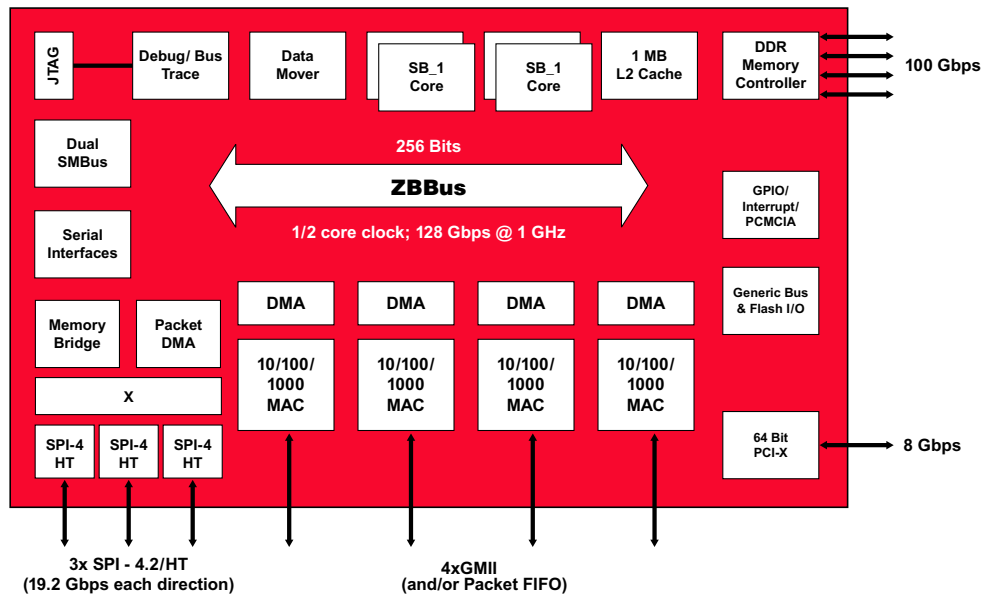 JTAG
Debug/ Bus
Trace
Data
Mover
SB_1
Core
SB_1
Core
1 MB
L2 Cache
DDR
Memory
Controller
100 Gbps
Dual
SMBus
256 Bits
ZBBus
1/2 core clock; 128 Gbps @ 1 GHz
GPIO/
Interrupt/
PCMCIA
Serial
Interfaces
Generic Bus
& Flash I/O
Memory
Bridge
Packet
DMA
DMA
DMA
DMA
DMA
10/100/
1000
MAC
10/100/
1000
MAC
10/100/
1000
MAC
10/100/
1000
MAC
X
SPI-4
HT
SPI-4
HT
SPI-4
HT
64 Bit
PCI-X
8 Gbps
3x SPI - 4.2/HT
(19.2 Gbps each direction)
4xGMII
(and/or Packet FIFO)